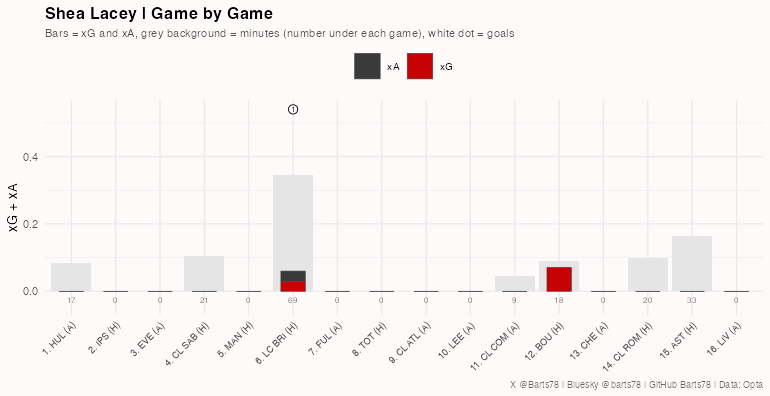 Shea Lacey | Game by Game
Bars = xG and xA, grey background = minutes (number under each game), white dot = goals
xA xG
1
xG + xA
0.4
0.2
0.0
17 0 0 21 0 69 0 0 0 0 9 18 0 20 33 0
1. HUL (A)
2. IPS (H)
3. EVE (A)
4. CL SAB (H)
5. MAN (H)
6. LC BRI (H)
7. FUL (A)
8. TOT (H)
9. CL ATL (A)
10. LEE (A)
11. CL COM (A)
12. BOU (H)
13. CHE (A)
14. CL ROM (H)
15. AST (H)
16. LIV (A)
X @Barts78 | Bluesky @barts78 | GitHub Barts78 | Data: Opta